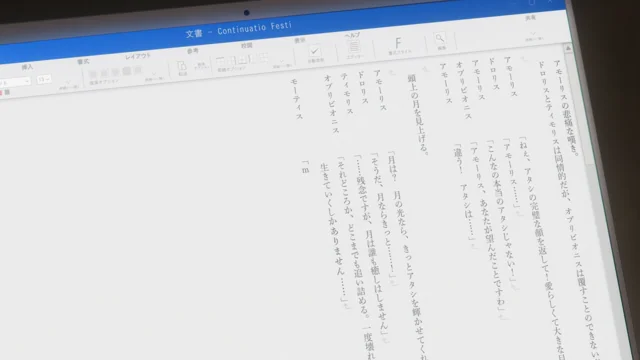 文書 - Continuatio Festi
挿入
書式
レイアウト
参考
校閲
表示
ヘルプ
F
アモーリスの悲痛な嘆き。
ドロリスとティモリスは同情的だが、オブリビオニスは覆すことのできない
アモーリス 「ねぇ、アタシの完璧な顔を返して！愛らしくて大きな
ドロリス 「アモーリス……」
アモーリス 「こんなの本当のアタシじゃない！」
オブリビオニス 「アモーリス、あなたが望んだことですわ」
アモーリス 「違う！ アタシは……」
頭上の月を見上げる。
アモーリス 「月は？ 月の光なら、きっとアタシを輝かせてくれ
ドロリス 「そうだ、月ならきっと……！」
ティモリス 「……残念ですが、月は誰も癒しはしません」
オブリビオニス 「それどころか、どこまでも追い詰める。一度壊れ
生きていくしかありません……」
モーティス 「m